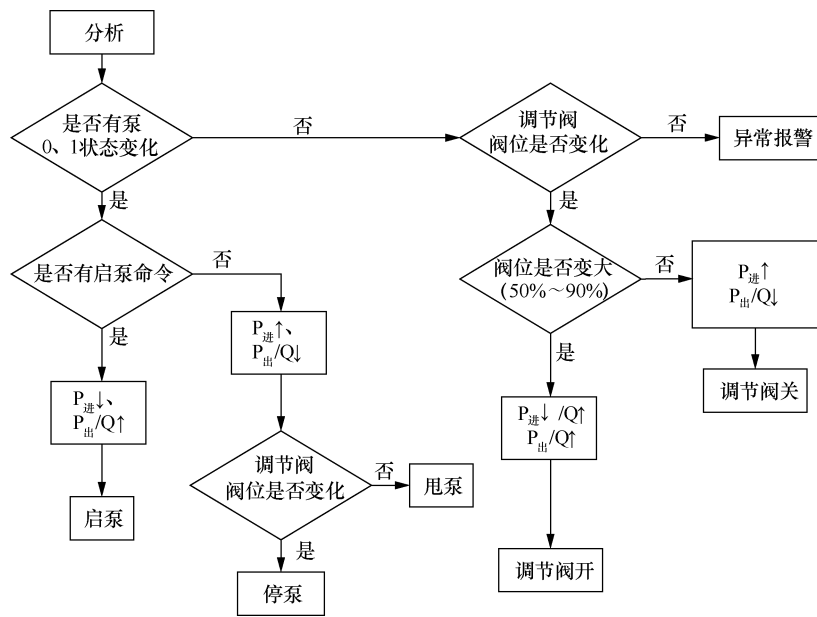 分析
是否有泵
0、1状态变化
否
调节阀
阀位是否变化
否
异常报警
是
是
是否有启泵命令
否
阀位是否变大
(50%～90%)
否
P进↑
P出/Q↓
是
P进↑、
P出/Q↓
是
调节阀关
P进↓、
P出/Q↑
P进↓ /Q↑
P出/Q↑
调节阀
阀位是否变化
否
甩泵
启泵
是
调节阀开
停泵